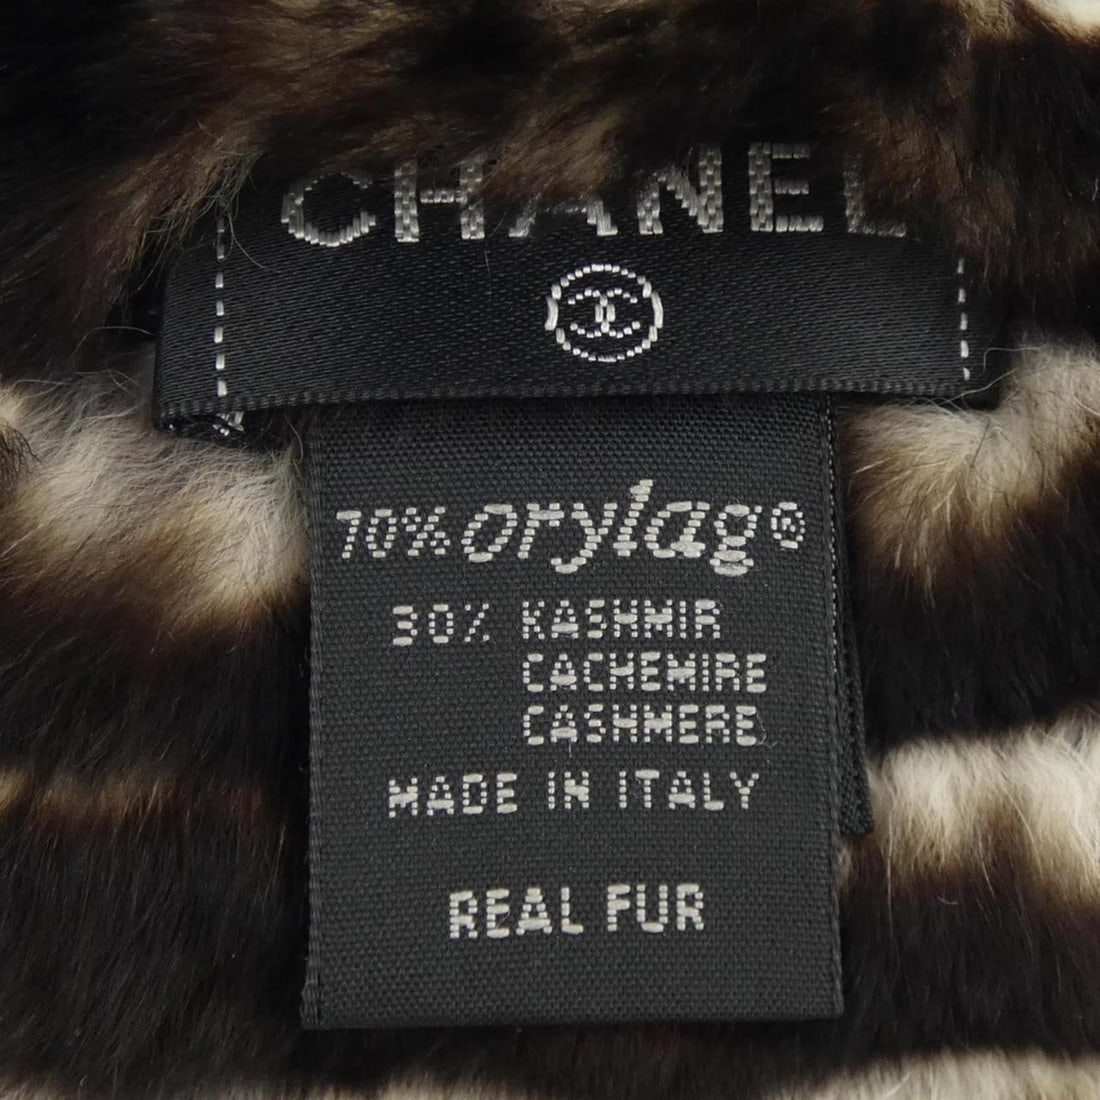 CHANEL
70% orylag®
30% KASHMIR
CACHEMIRE
CASHMERE
MADE IN ITALY
REAL FUR